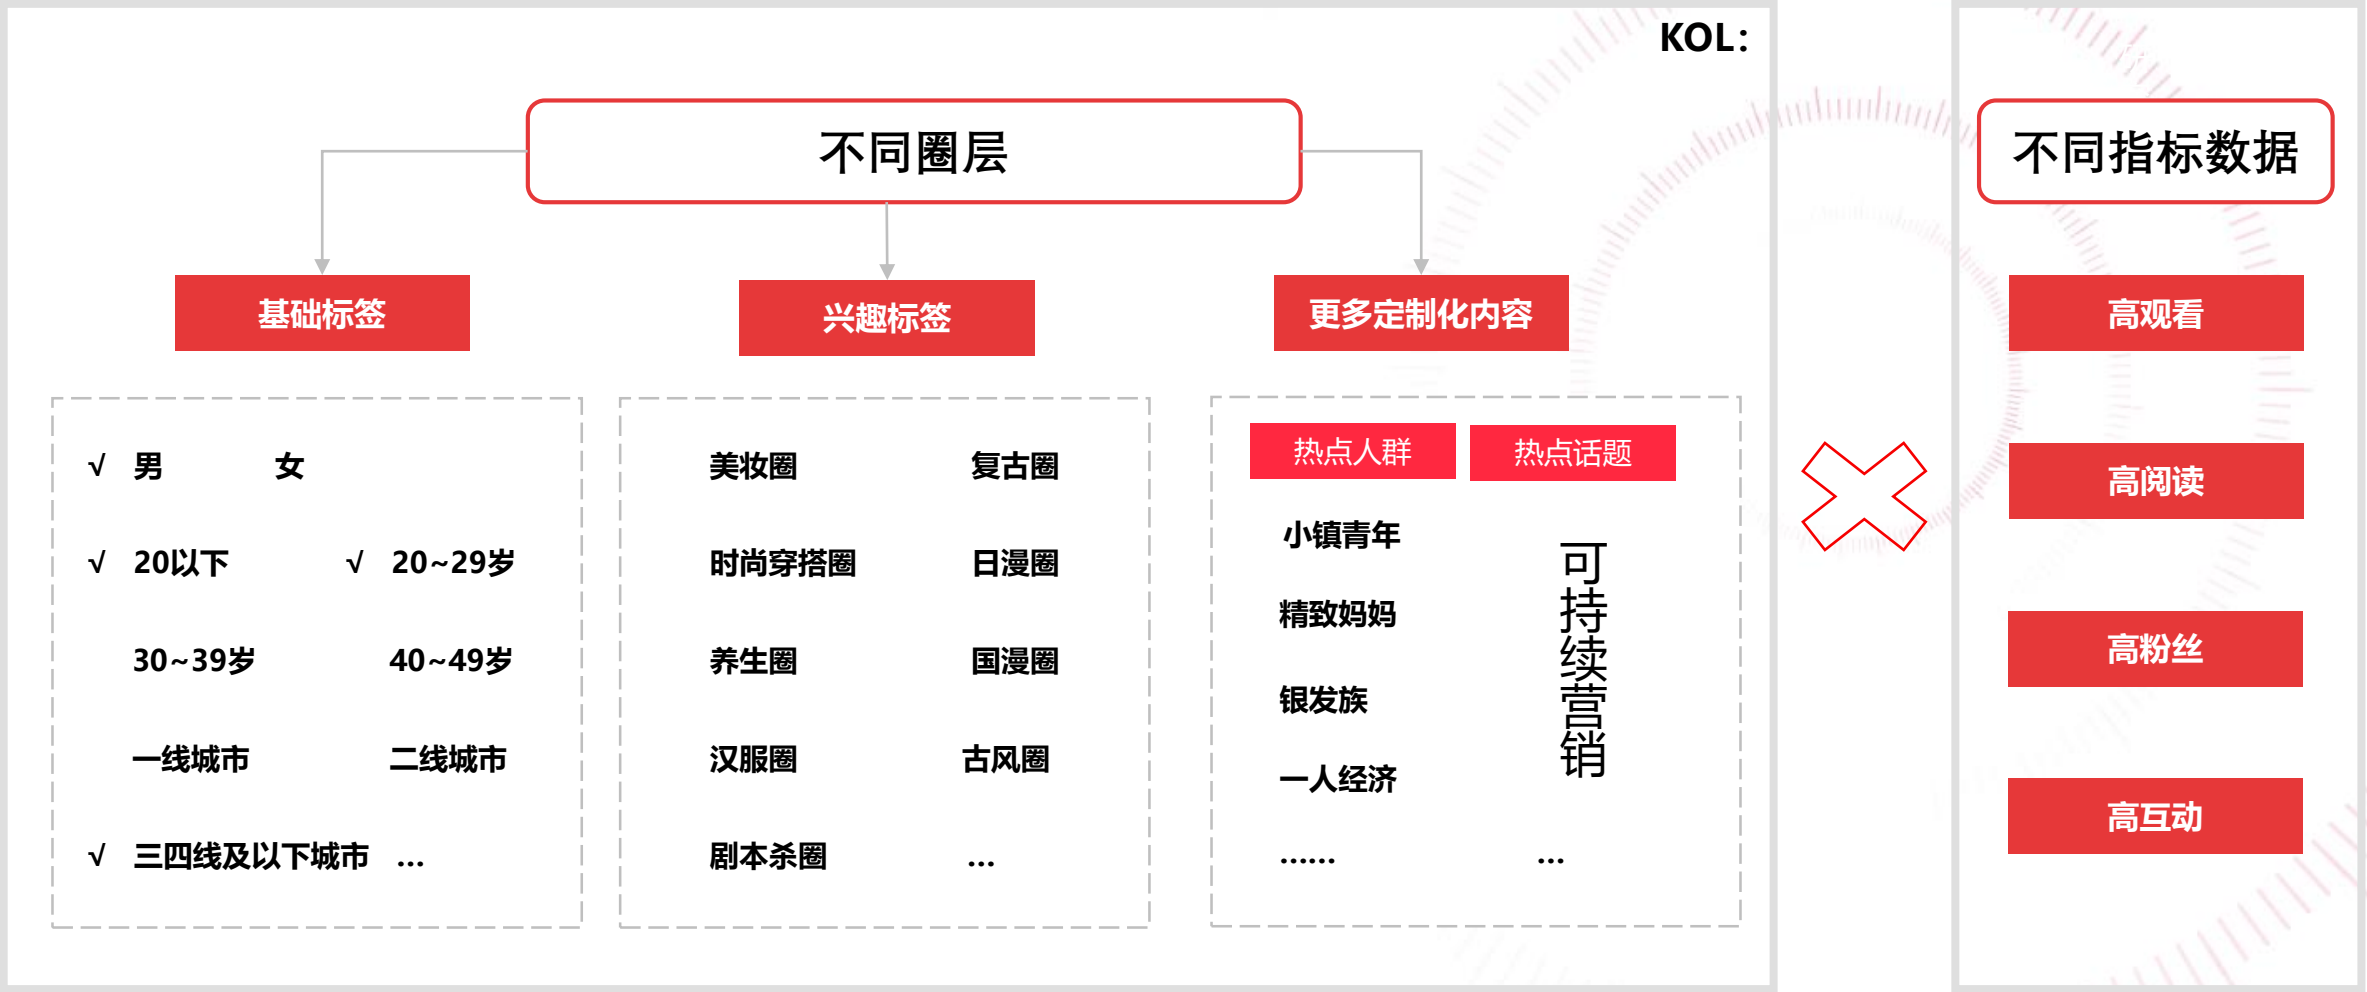 KOL：
不同圈层
不同指标数据
基础标签
兴趣标签
更多定制化内容
√ 男 女
√ 20以下 √ 20~29岁
30~39岁 40~49岁
一线城市 二线城市
√ 三四线及以下城市 ...
美妆圈 复古圈
时尚穿搭圈 日漫圈
养生圈 国漫圈
汉服圈 古风圈
剧本杀圈 ...
热点人群 热点话题
小镇青年
精致妈妈
银发族
一人经济
......
可持续营销
...
高观看
高阅读
高粉丝
高互动